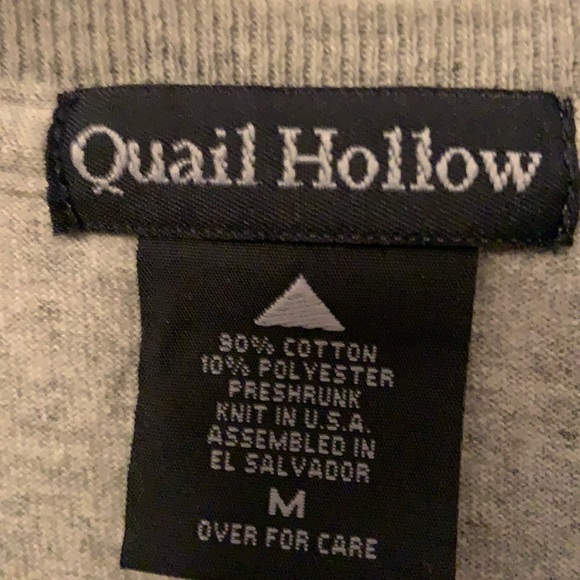 Quail Hollow
90% COTTON
10% POLYESTER
PRESHRUNK
KNIT IN U.S.A.
ASSEMBLED IN
EL SALVADOR
M
OVER FOR CARE